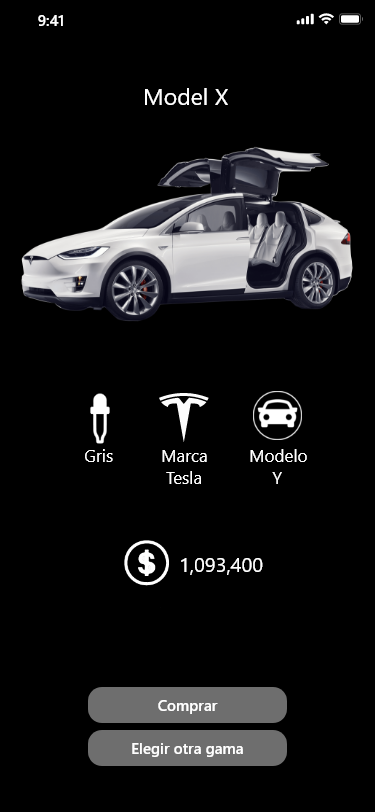 9:41
Model X
Gris
Marca
Tesla
Modelo
Y
$ 1,093,400
Comprar
Elegir otra gama